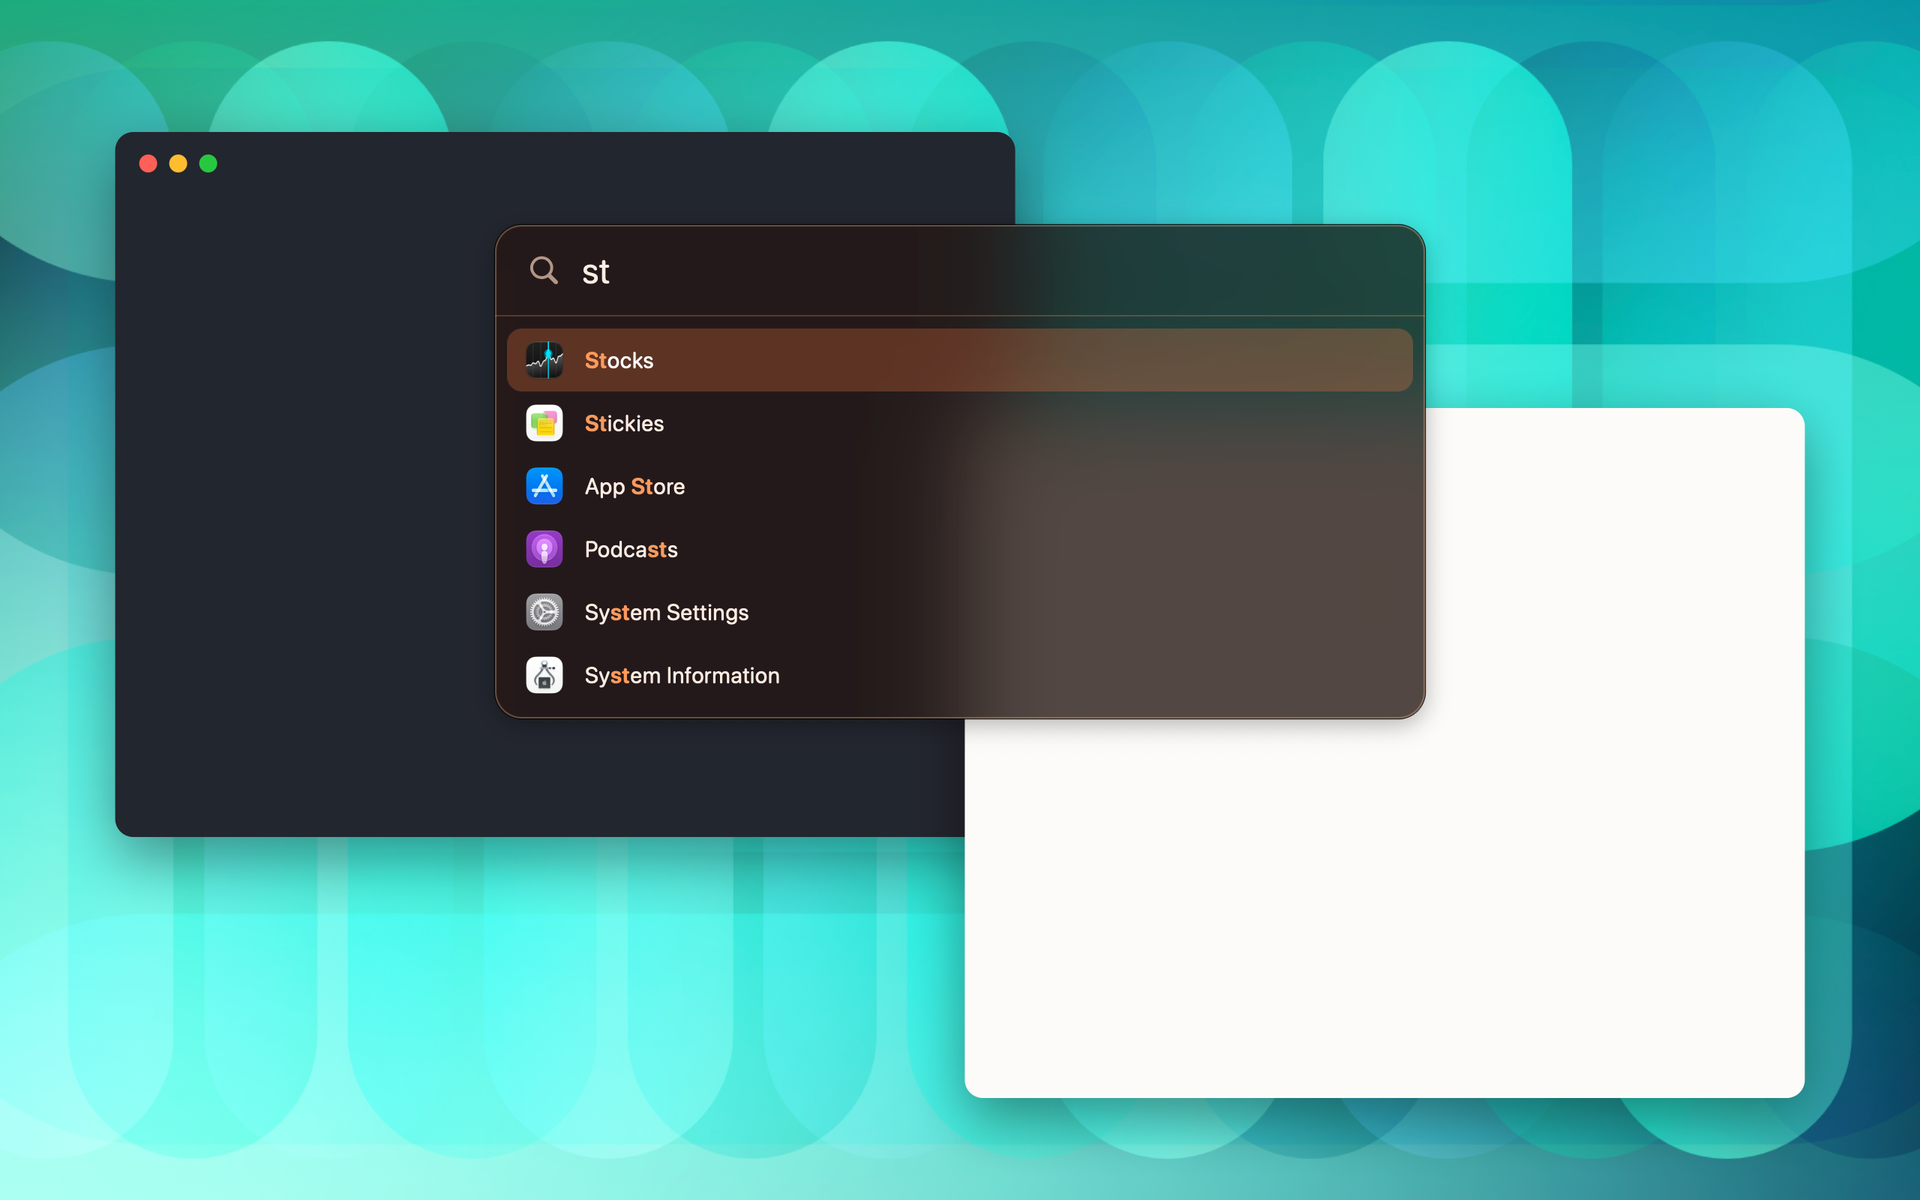 st
Stocks
Stickies
App Store
Podcasts
System Settings
System Information